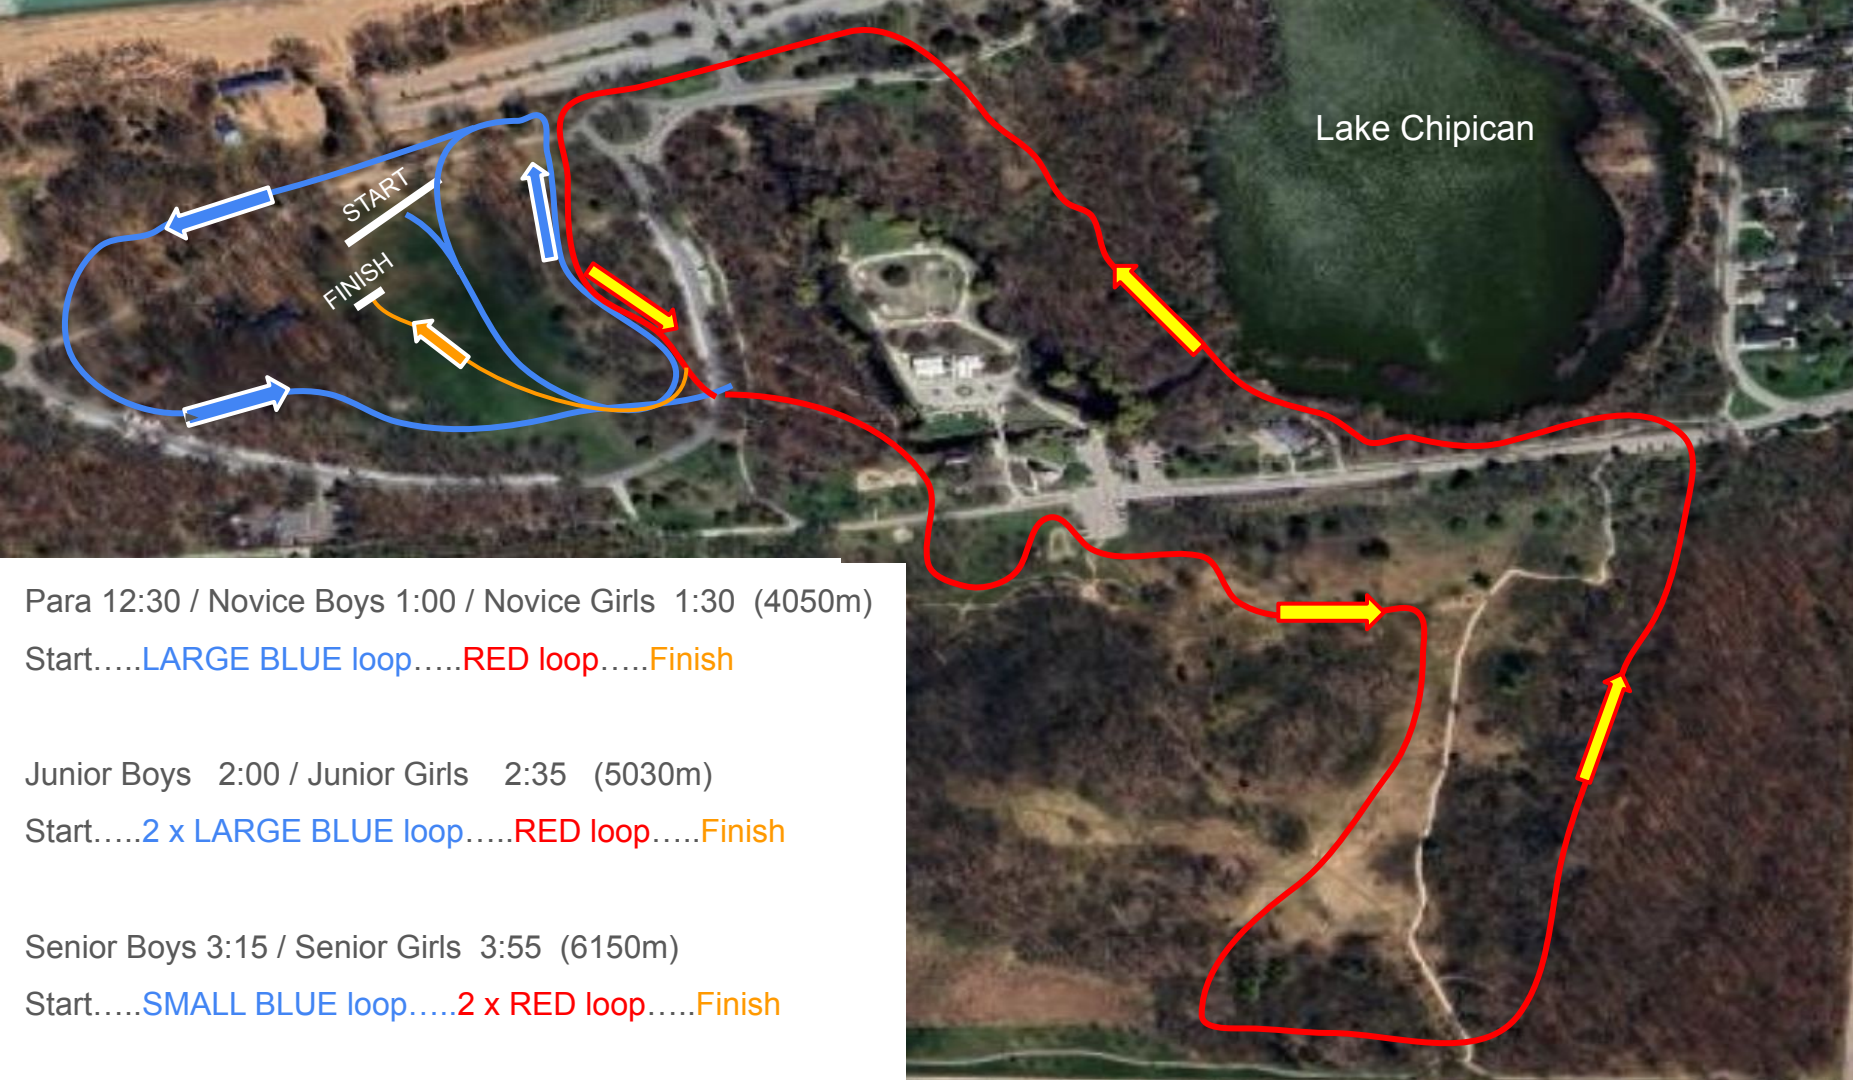 Lake Chipican
START
FINISH
Para 12:30 / Novice Boys 1:00 / Novice Girls 1:30 (4050m)
Start.....LARGE BLUE loop.....RED loop.....Finish
Junior Boys 2:00 / Junior Girls 2:35 (5030m)
Start.....2 x LARGE BLUE loop.....RED loop.....Finish
Senior Boys 3:15 / Senior Girls 3:55 (6150m)
Start.....SMALL BLUE loop.....2 x RED loop.....Finish